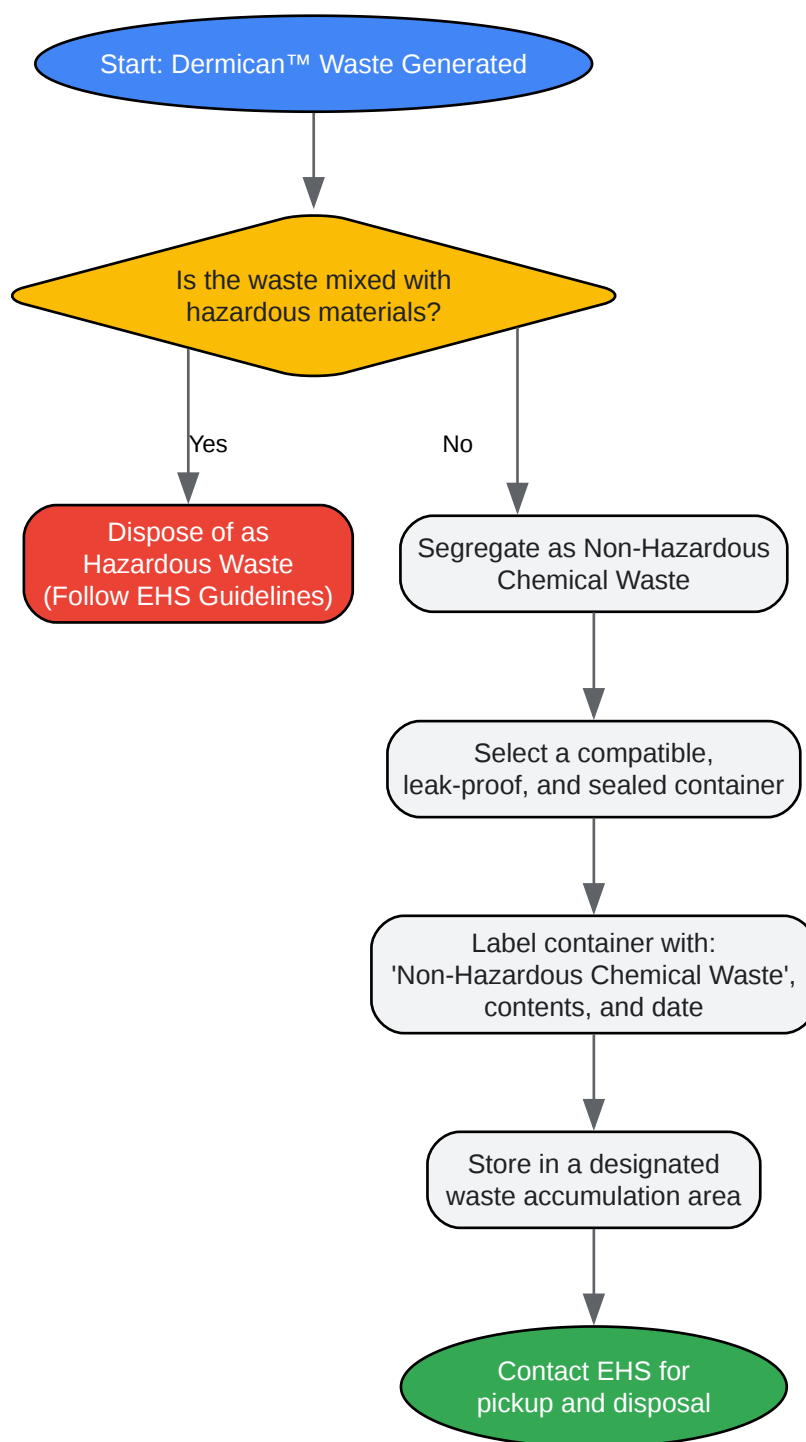 Start: Dermican™ Waste Generated
Is the waste mixed with
hazardous materials?
Yes
No
Dispose of as
Hazardous Waste
(Follow EHS Guidelines)
Segregate as Non-Hazardous
Chemical Waste
Select a compatible,
leak-proof, and sealed container
Label container with:
'Non-Hazardous Chemical Waste',
contents, and date
Store in a designated
waste accumulation area
Contact EHS for
pickup and disposal